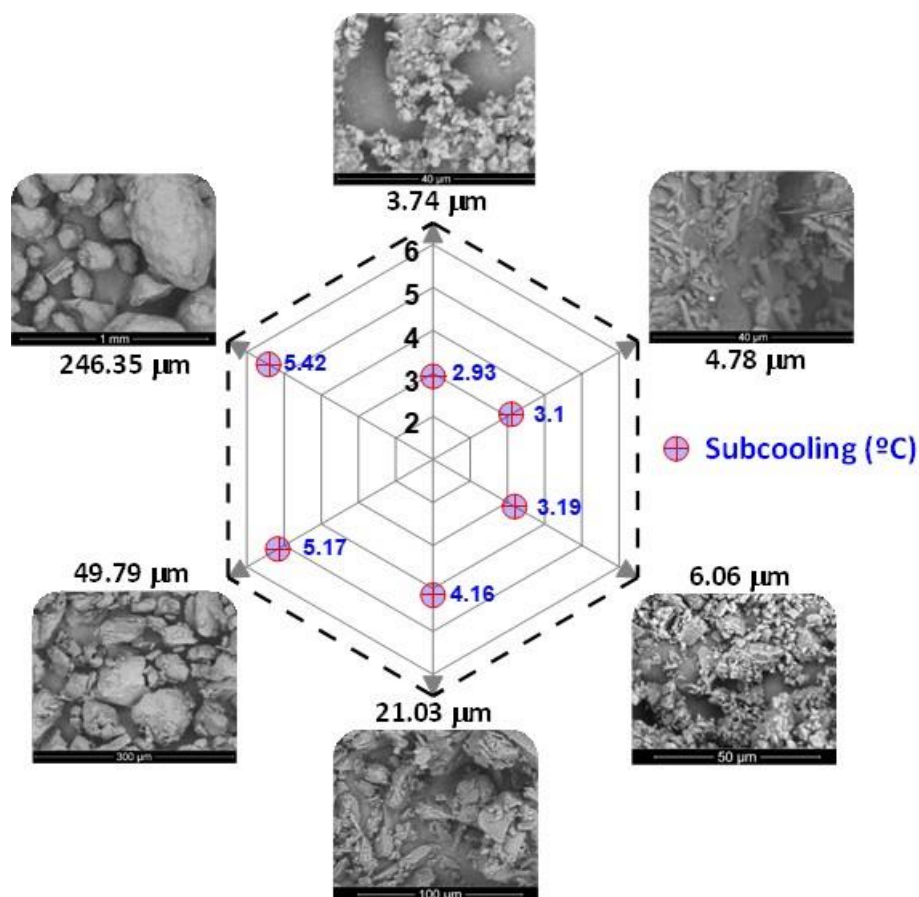 40 µm
3.74 µm
40 µm
4.78 µm
1 mm
246.35 µm
6
5
4
3
2
5.42
2.93
3.1
Subcooling (ºC)
3.19
5.17
4.16
49.79 µm
6.06 µm
300 µm
50 µm
21.03 µm
100 µm